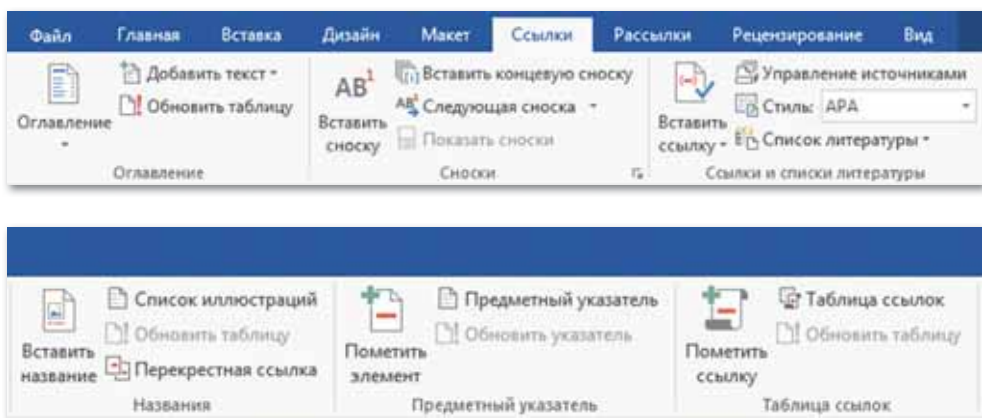 Файл Главная Вставка Дизайн Макет Ссылки Рассылки Рецензирование Вид
Оглавление
Добавить текст
Обновить таблицу
Оглавление
AB1
Вставить
сноску
Вставить концевую сноску
AB Следующая сноска
Показать сноски
Сноски
Вставить
ссылку
Управление источниками
Стиль: APA
Список литературы
Ссылки и списки литературы
Вставить
название
Список иллюстраций
Обновить таблицу
Перекрестная ссылка
Названия
Пометить
элемент
Предметный указатель
Обновить указатель
Предметный указатель
Пометить
ссылку
Таблица ссылок
Обновить таблицу
Таблица ссылок